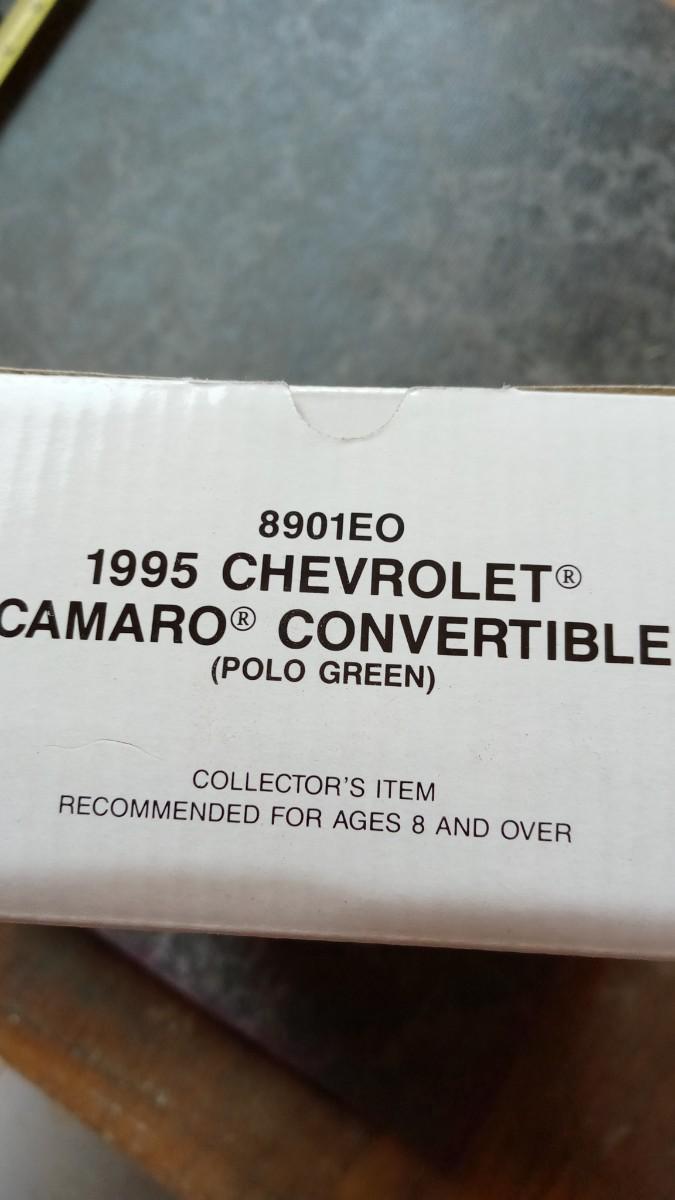 8901EO
1995 CHEVROLET®
CAMARO® CONVERTIBLE
(POLO GREEN)
COLLECTOR'S ITEM
RECOMMENDED FOR AGES 8 AND OVER